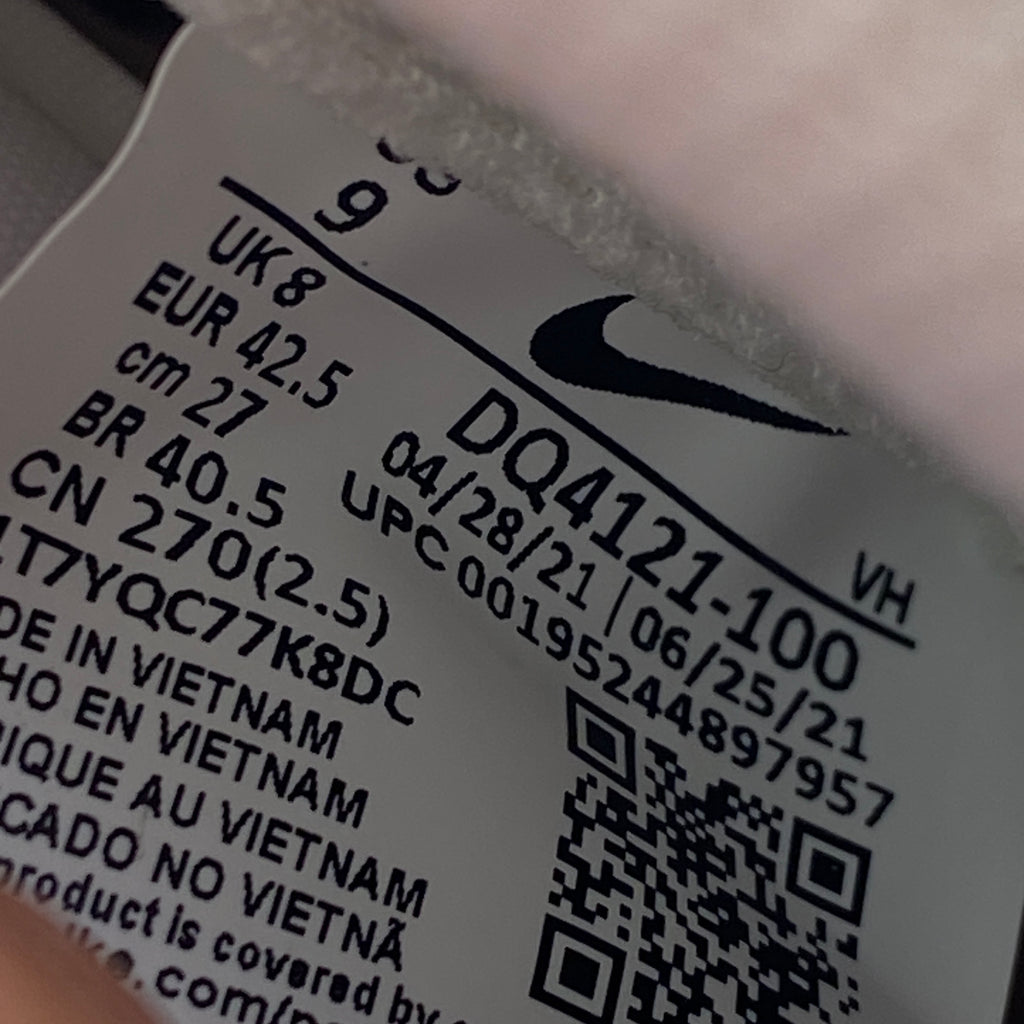 9
UK 8
EUR 42.5
cm 27
BR 40.5
CN 270(2.5)
1T7YQC77K8DC
DE IN VIETNAM
HO EN VIETNAM
IQUE AU VIETNAM
CADO NO VIETNÃ
product is covered by
.com/p
VH
DQ4121-100
04/28/21 | 06/25/21
UPC 00195244897957